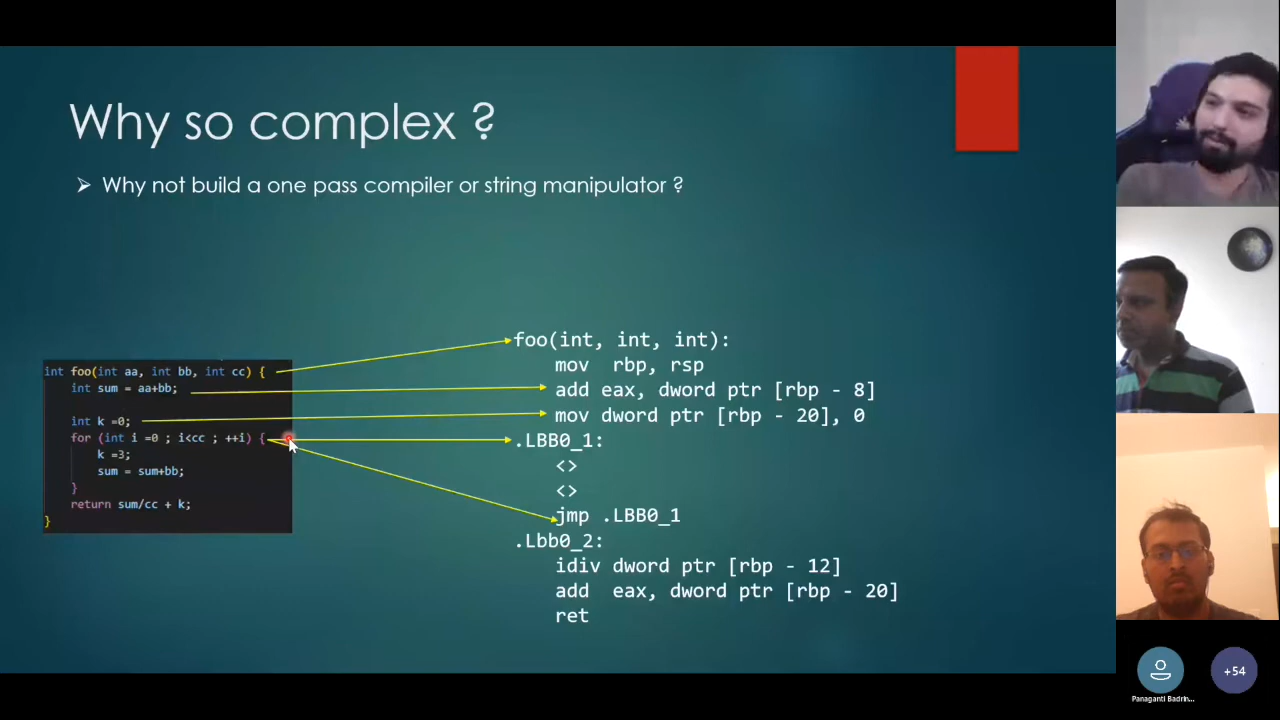 Why so complex ?
➢ Why not build a one pass compiler or string manipulator ?
int foo(int aa, int bb, int cc) {
int sum = aa+bb;
int k =0;
for (int i =0 ; i<cc ; ++i) {
k =3;
sum = sum+bb;
}
return sum/cc + k;
}
foo(int, int, int):
mov rbp, rsp
add eax, dword ptr [rbp - 8]
mov dword ptr [rbp - 20], 0
.LBB0_1:
<>
<>
jmp .LBB0_1
.Lbb0_2:
idiv dword ptr [rbp - 12]
add eax, dword ptr [rbp - 20]
ret
Panaganti Badrin...
+54